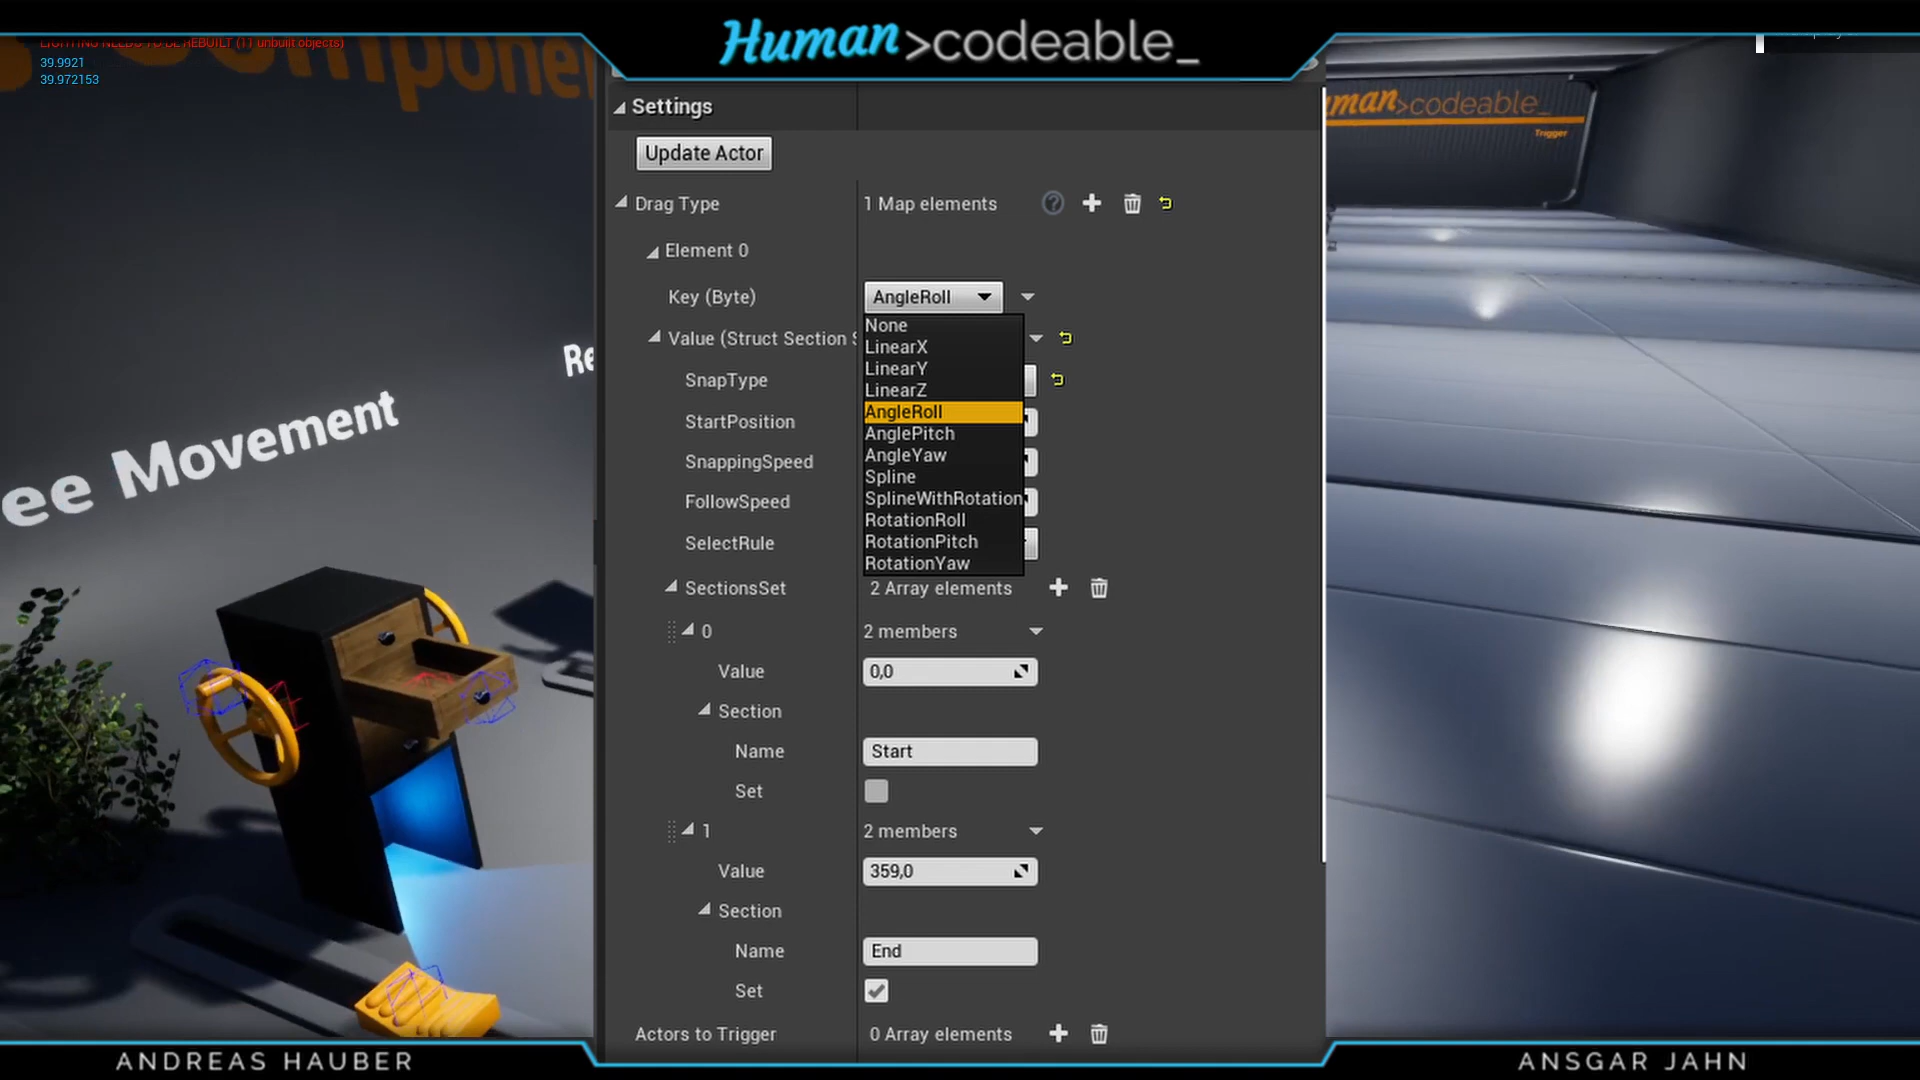 Human >codeable_
LIGHTING NEEDS TO BE REBUILT (11 unbuilt objects)
39.9921
39.972153
Componen
Settings
Update Actor
Drag Type
1 Map elements
Element 0
Key (Byte)
AngleRoll
None
LinearX
LinearY
LinearZ
AngleRoll
AnglePitch
AngleYaw
Spline
SplineWithRotation
RotationRoll
RotationPitch
RotationYaw
Value (Struct Section S
SnapType
StartPosition
SnappingSpeed
FollowSpeed
SelectRule
SectionsSet
2 Array elements
0
2 members
Value
0,0
Section
Name
Start
Set
1
2 members
Value
359,0
Section
Name
End
Set
Actors to Trigger
0 Array elements
ee Movement
Re
man>codeable_
Trigger
ANDREAS HAUBER
ANSGAR JAHN